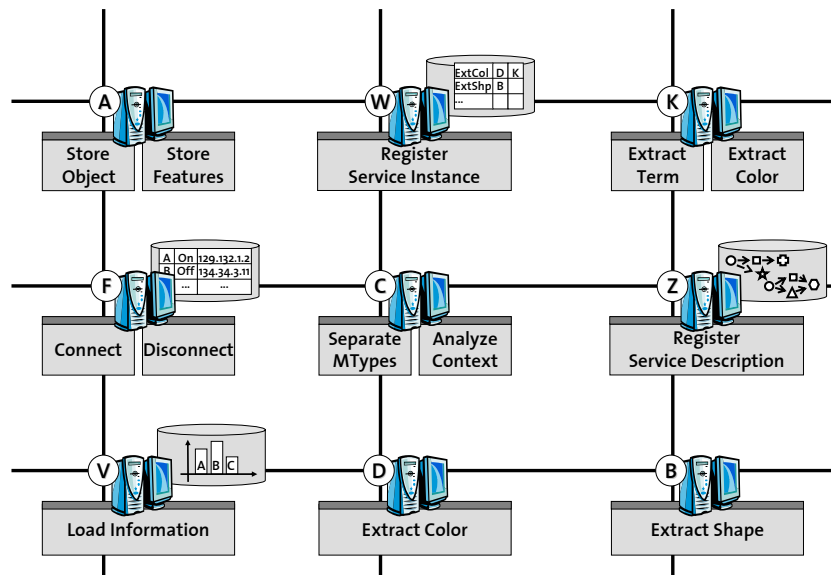 ExtCol D K
ExtShp B
...
A
W
K
Store Object
Store Features
Register Service Instance
Extract Term
Extract Color
A On 129.132.1.2
B Off 134.34.3.11
... ...
F
C
Z
Connect
Disconnect
Separate MTypes
Analyze Context
Register Service Description
A B C
V
D
B
Load Information
Extract Color
Extract Shape